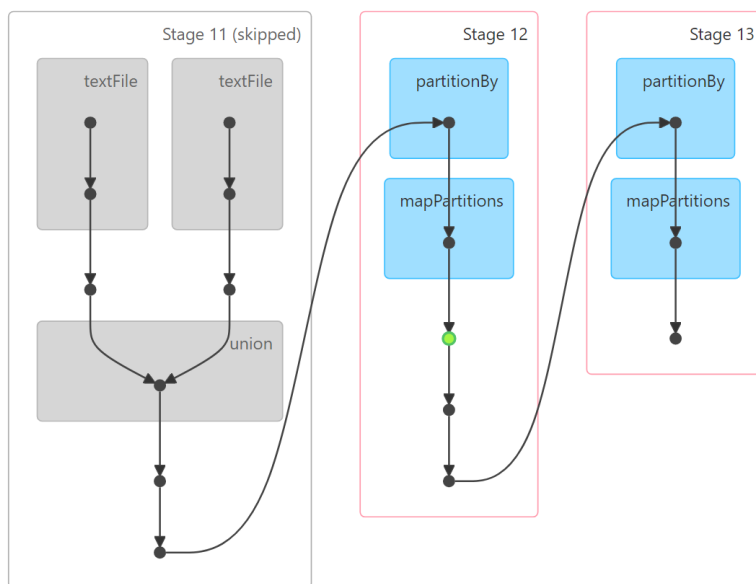 Stage 11 (skipped)
textFile
textFile
union
Stage 12
partitionBy
mapPartitions
Stage 13
partitionBy
mapPartitions